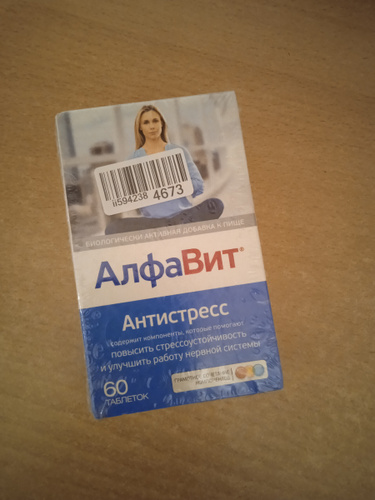 ii594238 4673
БИОЛОГИЧЕСКИ АКТИВНАЯ ДОБАВКА К ПИЩЕ
АлфаВит®
Антистресс
содержит компоненты, которые помогают
повысить стрессоустойчивость
и улучшить работу нервной системы
60
ТАБЛЕТОК